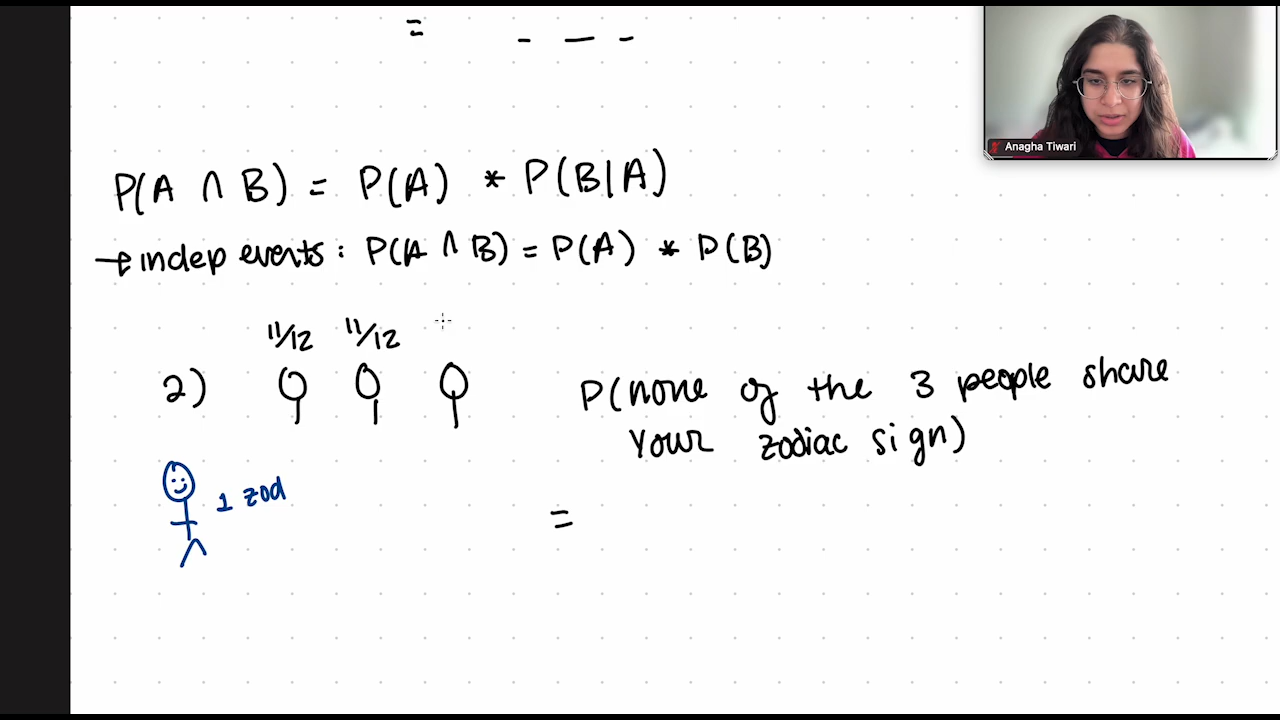 = - - -
Anagha Tiwari
P(A ∩ B) = P(A) * P(B|A)
→ indep events: P(A ∩ B) = P(A) * P(B)
11/12 11/12
2)
P(none of the 3 people share
your zodiac sign)
1 zod
=